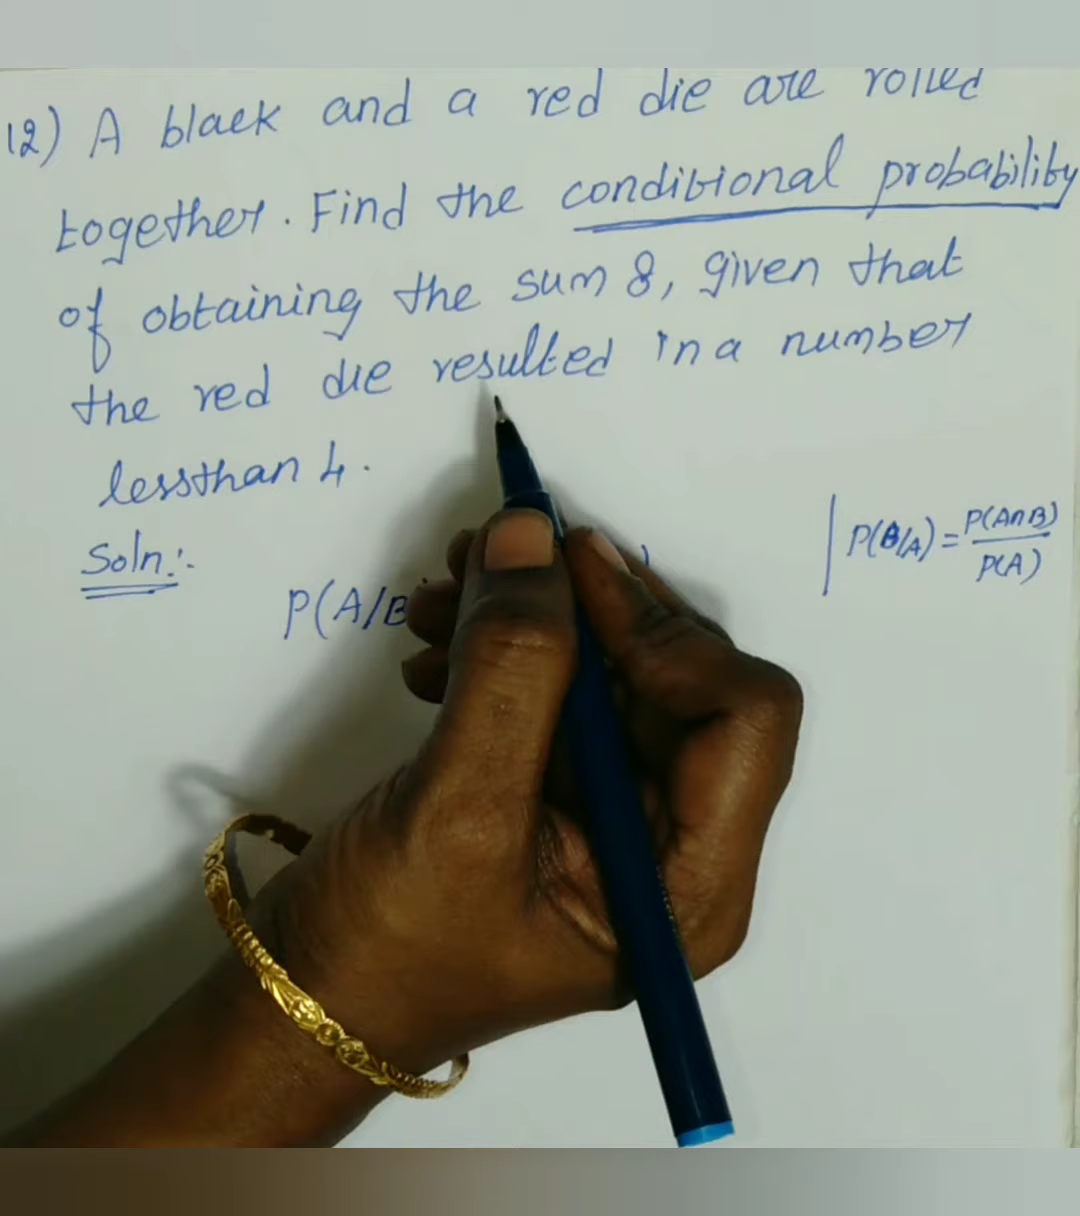 12) A black and a red die are rolled
together. Find the conditional probability
of obtaining the sum 8, given that
the red die resulted in a number
lessthan 4.
Soln:
P(A/B )
P(B/A) = P(A∩B)
P(A)